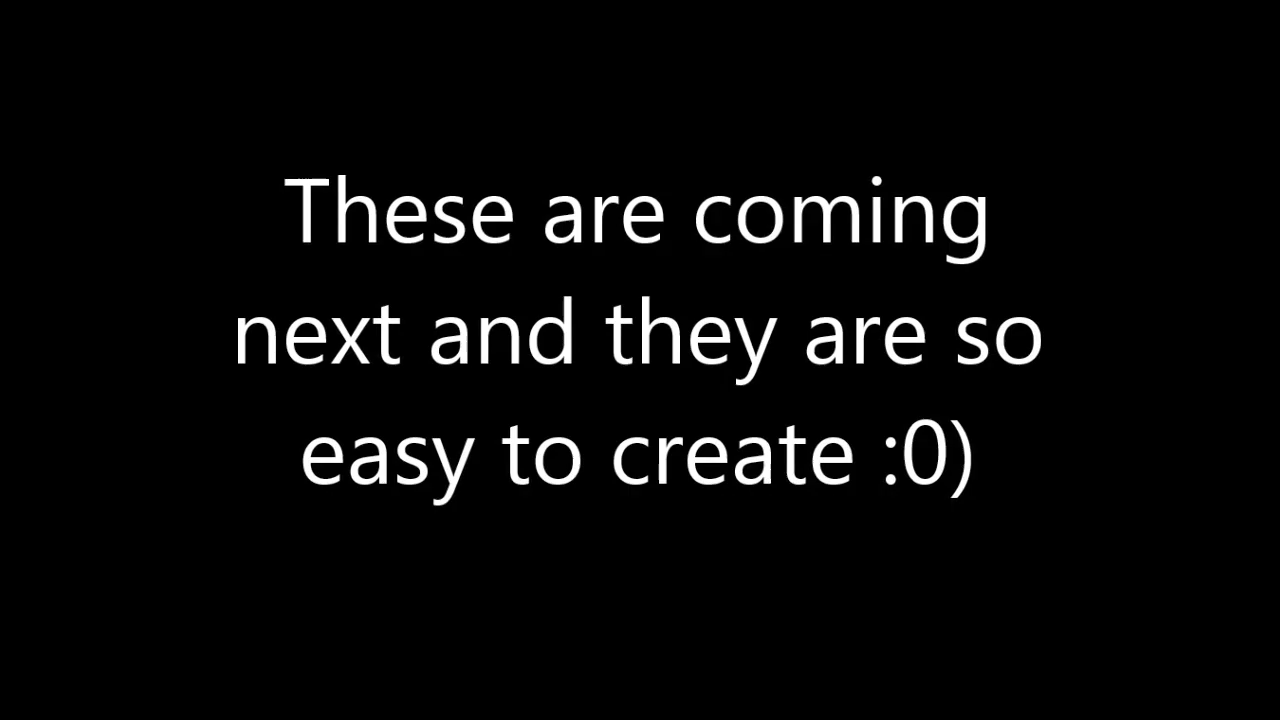 These are coming
next and they are so
easy to create :0)